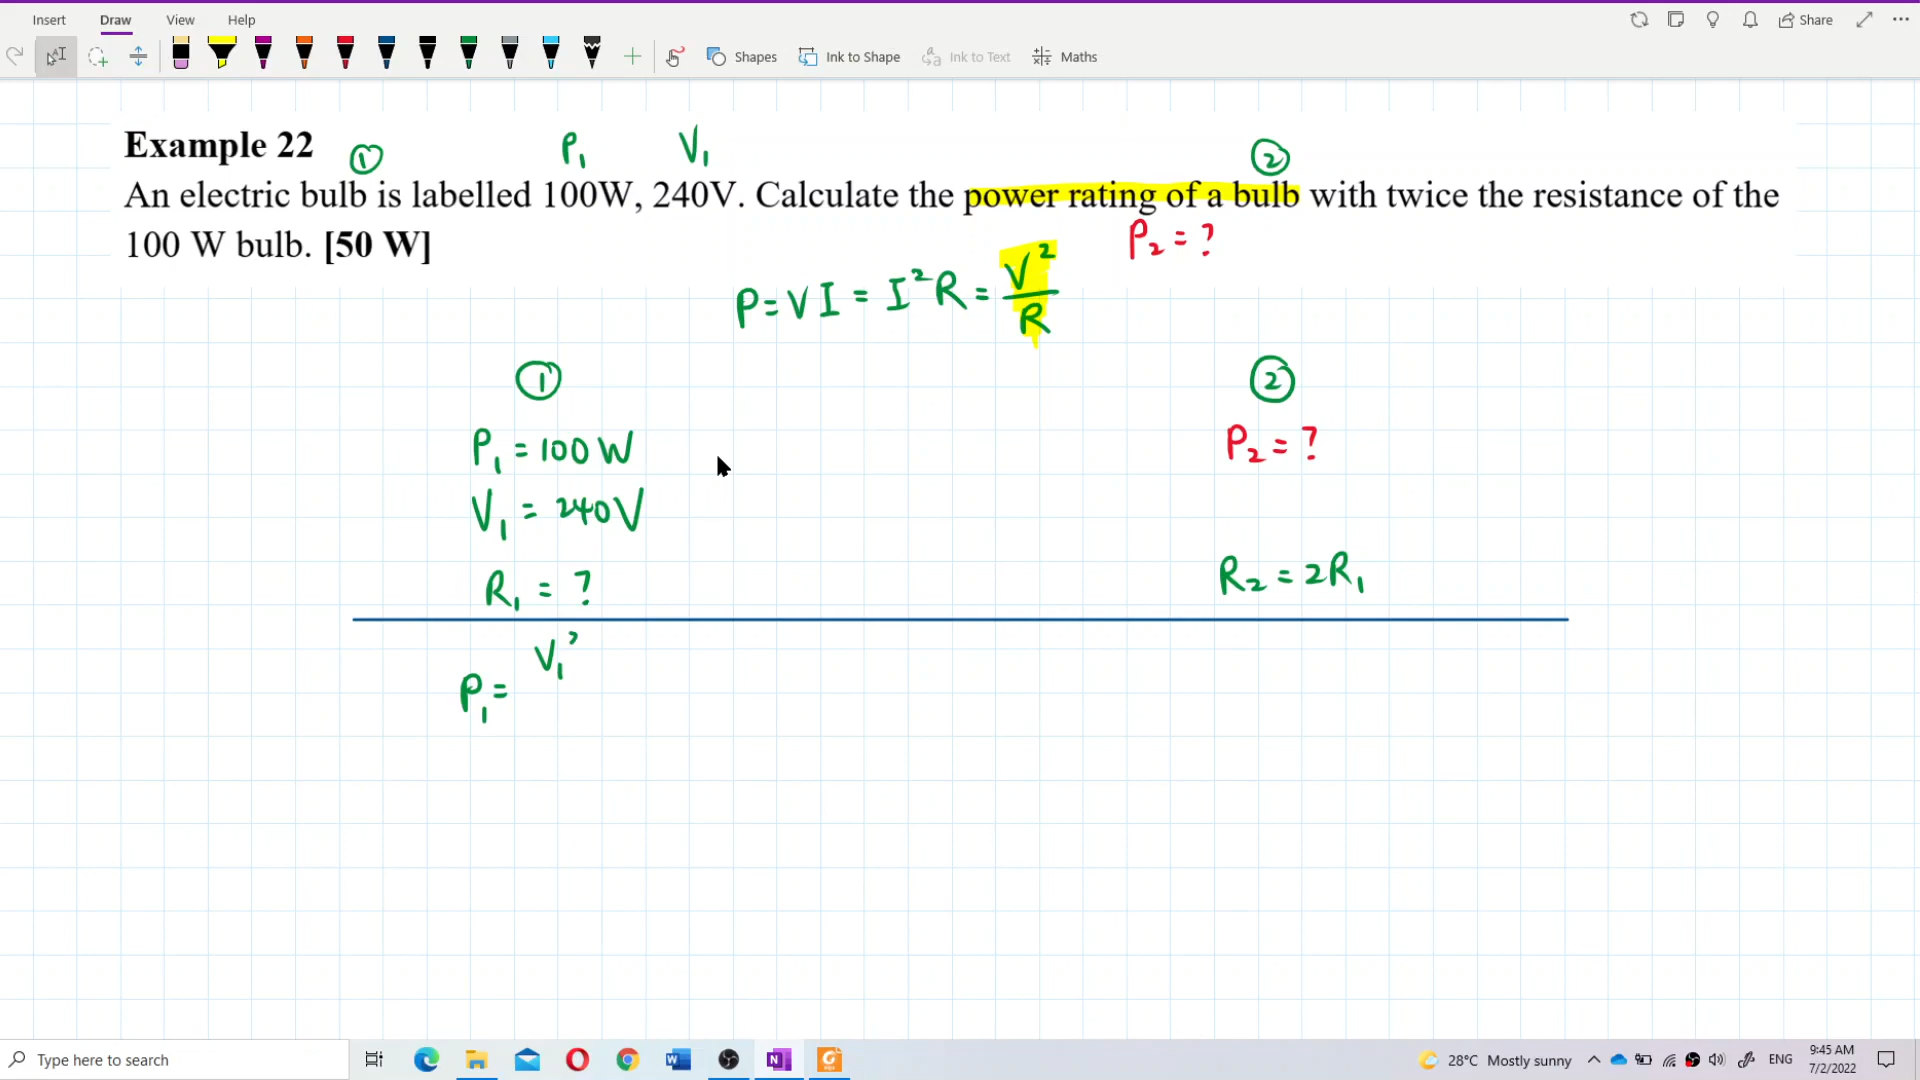 Insert Draw View Help Share
Shapes Ink to Shape Ink to Text Maths
Example 22
① P₁ V₁ ②
An electric bulb is labelled 100W, 240V. Calculate the power rating of a bulb with twice the resistance of the
100 W bulb. [50 W]
P₂ = ?
P = VI = I²R = V²/R
① ②
P₁ = 100 W P₂ = ?
V₁ = 240 V
R₁ = ? R₂ = 2R₁
P₁ = V₁²
Type here to search 28°C Mostly sunny ENG 9:45 AM
7/2/2022